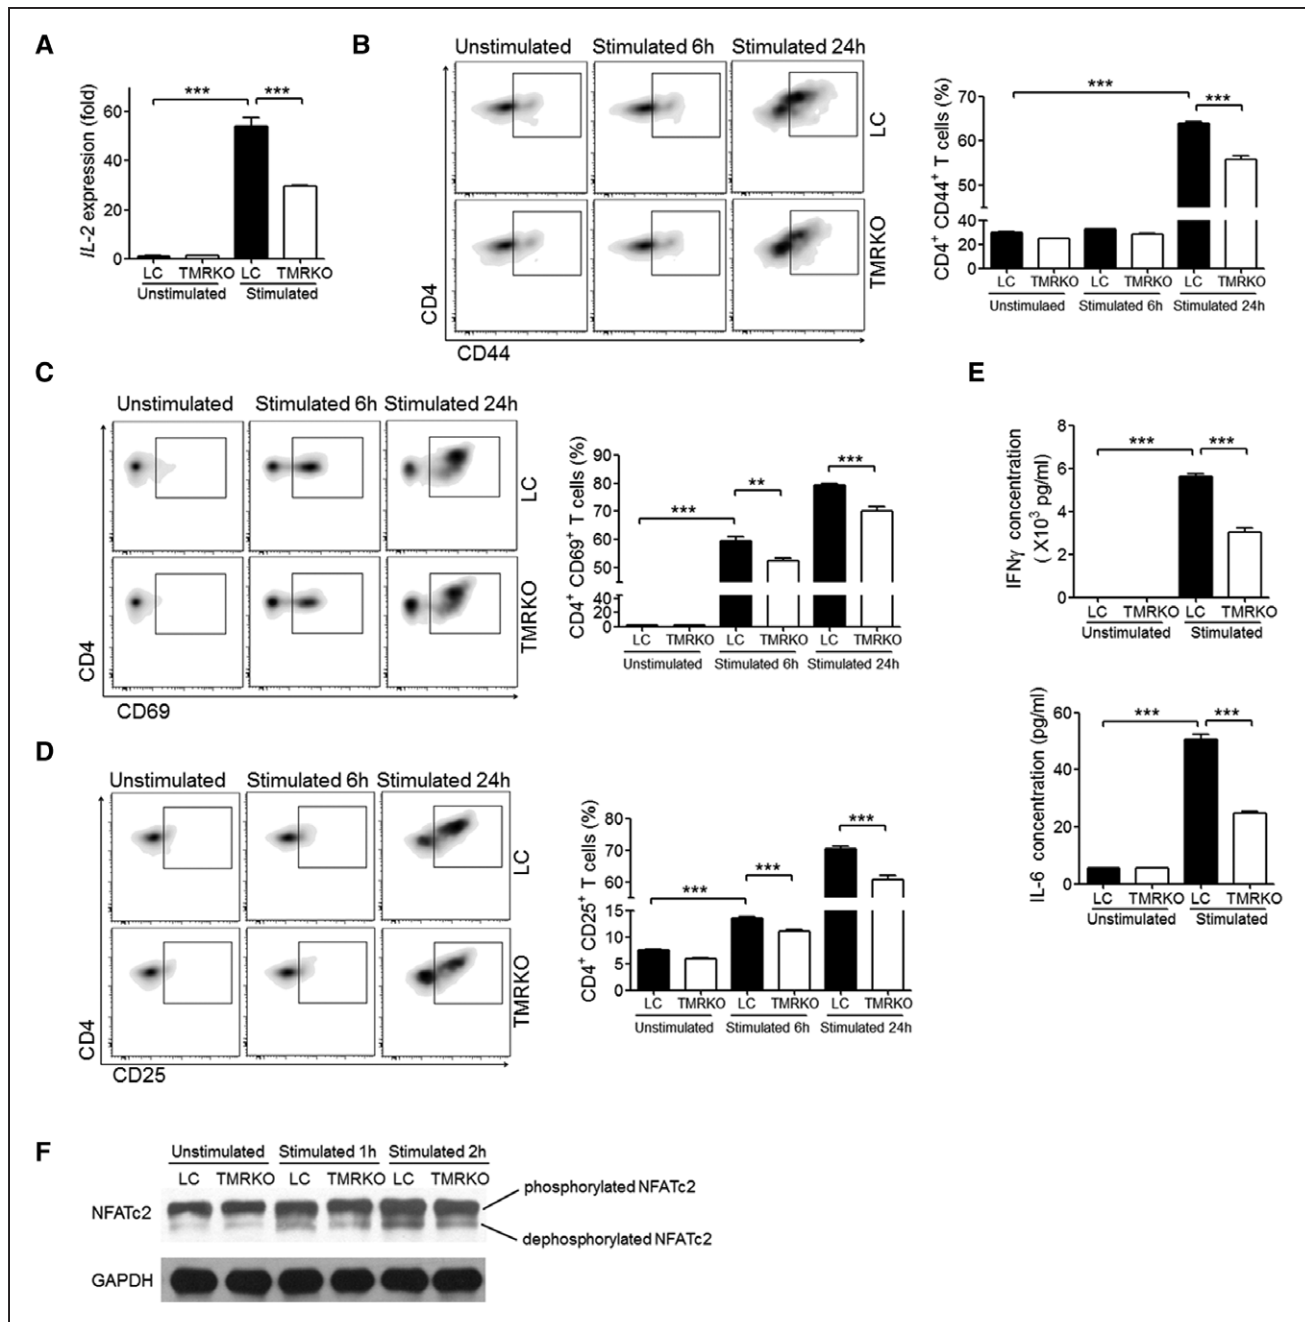 A
IL-2 expression (fold)
60
40
20
0
*** ***
LC TMRKO LC TMRKO
Unstimulated Stimulated
B
Unstimulated Stimulated 6h Stimulated 24h
LC
TMRKO
CD4
CD44
CD4+ CD44+ T cells (%)
70
60
50
40
20
0
*** ***
LC TMRKO LC TMRKO LC TMRKO
Unstimulaed Stimulated 6h Stimulated 24h
C
Unstimulated Stimulated 6h Stimulated 24h
LC
TMRKO
CD4
CD69
CD4+ CD69+ T cells (%)
90
80
70
60
50
40
20
0
*** ** ***
LC TMRKO LC TMRKO LC TMRKO
Unstimulated Stimulated 6h Stimulated 24h
E
IFNγ concentration
( X10³ pg/ml)
8
6
4
2
0
*** ***
LC TMRKO LC TMRKO
Unstimulated Stimulated
IL-6 concentration (pg/ml)
60
40
20
0
*** ***
LC TMRKO LC TMRKO
Unstimulated Stimulated
D
Unstimulated Stimulated 6h Stimulated 24h
LC
TMRKO
CD4
CD25
CD4+ CD25+ T cells (%)
80
70
60
15
10
5
0
*** *** ***
LC TMRKO LC TMRKO LC TMRKO
Unstimulated Stimulated 6h Stimulated 24h
F
Unstimulated Stimulated 1h Stimulated 2h
LC TMRKO LC TMRKO LC TMRKO
NFATc2
phosphorylated NFATc2
dephosphorylated NFATc2
GAPDH